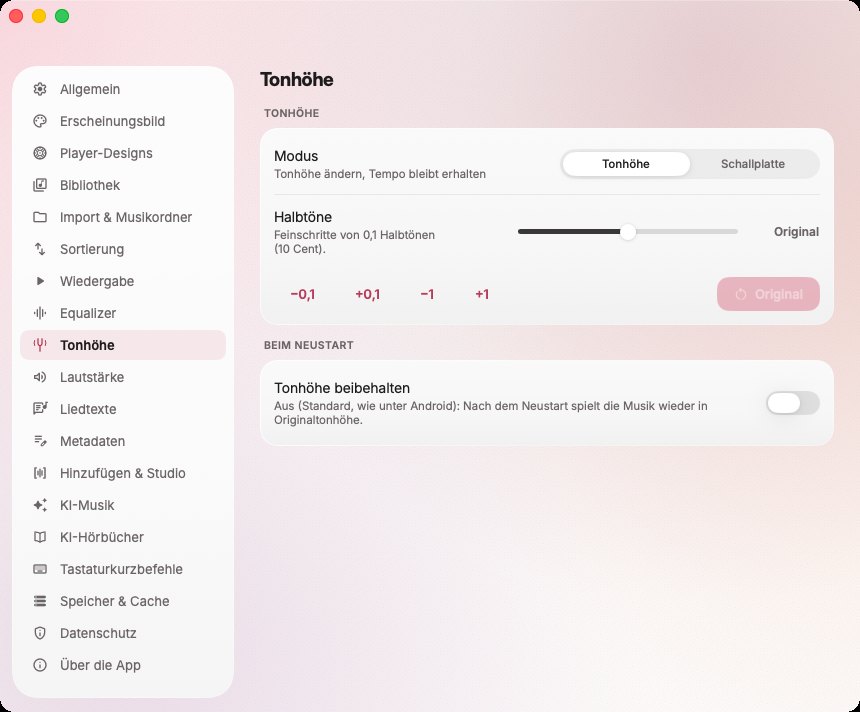 Allgemein
Erscheinungsbild
Player-Designs
Bibliothek
Import & Musikordner
Sortierung
Wiedergabe
Equalizer
Tonhöhe
Lautstärke
Liedtexte
Metadaten
Hinzufügen & Studio
KI-Musik
KI-Hörbücher
Tastaturkurzbefehle
Speicher & Cache
Datenschutz
Über die App
Tonhöhe
TONHÖHE
Modus
Tonhöhe ändern, Tempo bleibt erhalten
Tonhöhe Schallplatte
Halbtöne
Feinschritte von 0,1 Halbtönen
(10 Cent).
Original
−0,1 +0,1 −1 +1 Original
BEIM NEUSTART
Tonhöhe beibehalten
Aus (Standard, wie unter Android): Nach dem Neustart spielt die Musik wieder in
Originaltonhöhe.